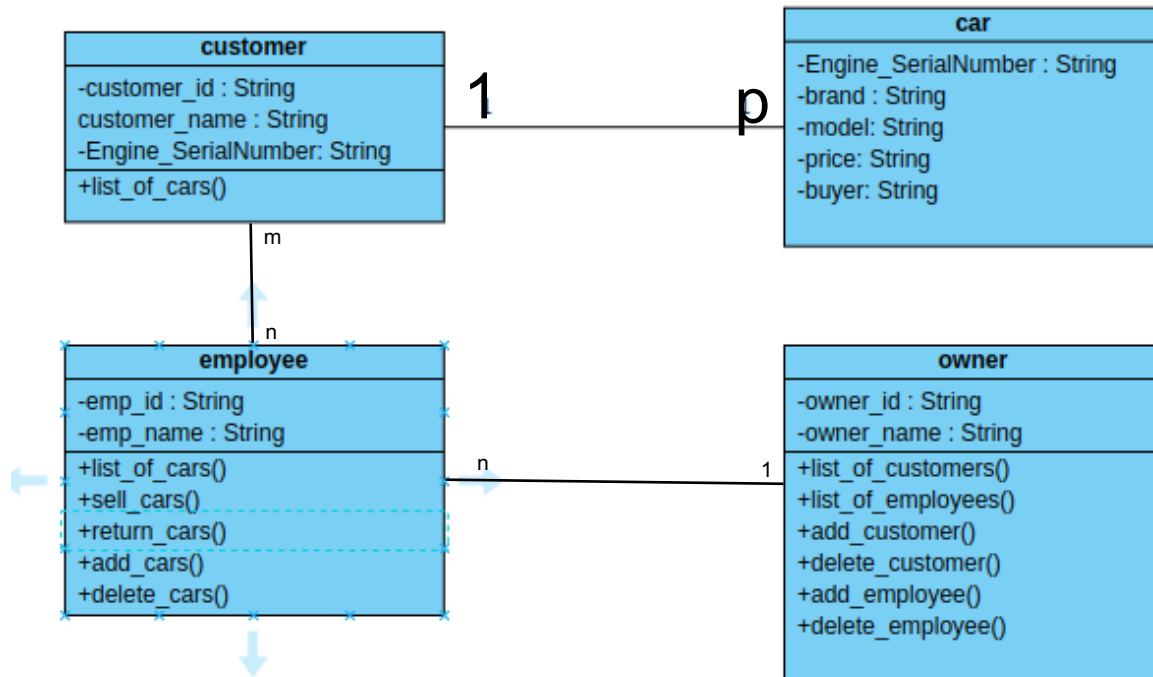 customer
-customer_id : String
customer_name : String
-Engine_SerialNumber: String
+list_of_cars()
1
p
car
-Engine_SerialNumber : String
-brand : String
-model: String
-price: String
-buyer: String
m
n
employee
-emp_id : String
-emp_name : String
+list_of_cars()
+sell_cars()
+return_cars()
+add_cars()
+delete_cars()
n
1
owner
-owner_id : String
-owner_name : String
+list_of_customers()
+list_of_employees()
+add_customer()
+delete_customer()
+add_employee()
+delete_employee()